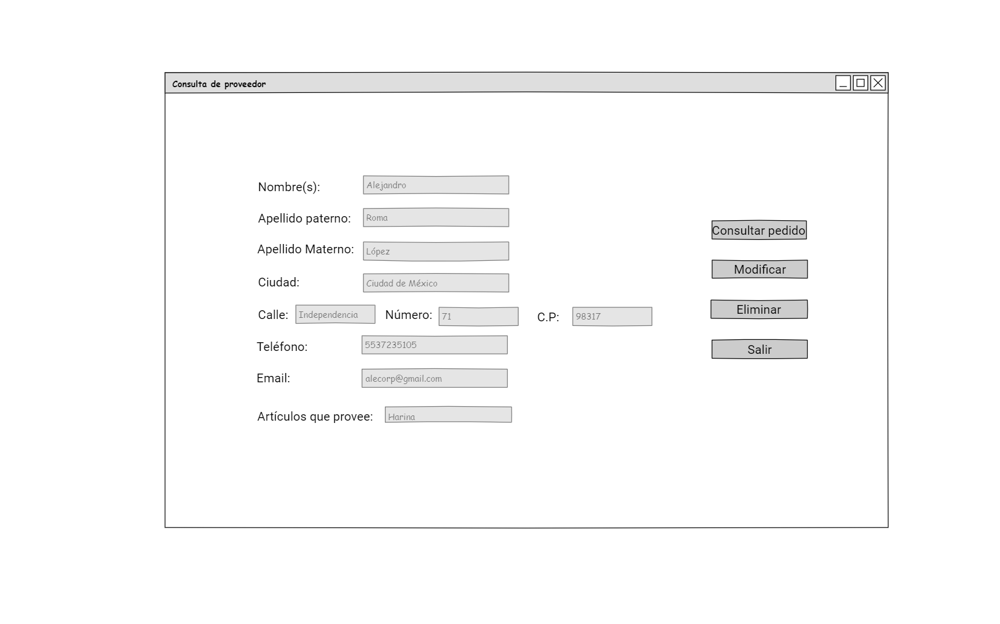 Consulta de proveedor
Nombre(s): Alejandro
Apellido paterno: Roma
Apellido Materno: López
Ciudad: Ciudad de México
Calle: Independencia Número: 71 C.P: 98317
Teléfono: 5537235105
Email: alecorp@gmail.com
Artículos que provee: Harina
Consultar pedido
Modificar
Eliminar
Salir